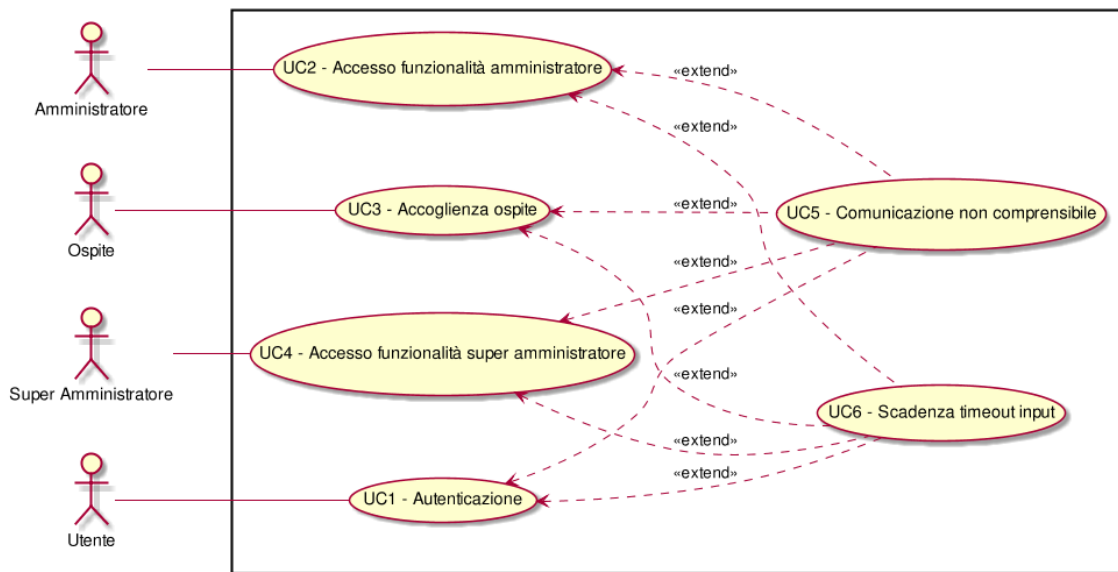 Amministratore
UC2 - Accesso funzionalità amministratore
«extend»
«extend»
Ospite
UC3 - Accoglienza ospite
«extend»
UC5 - Comunicazione non comprensibile
«extend»
«extend»
Super Amministratore
UC4 - Accesso funzionalità super amministratore
«extend»
UC6 - Scadenza timeout input
«extend»
«extend»
Utente
UC1 - Autenticazione